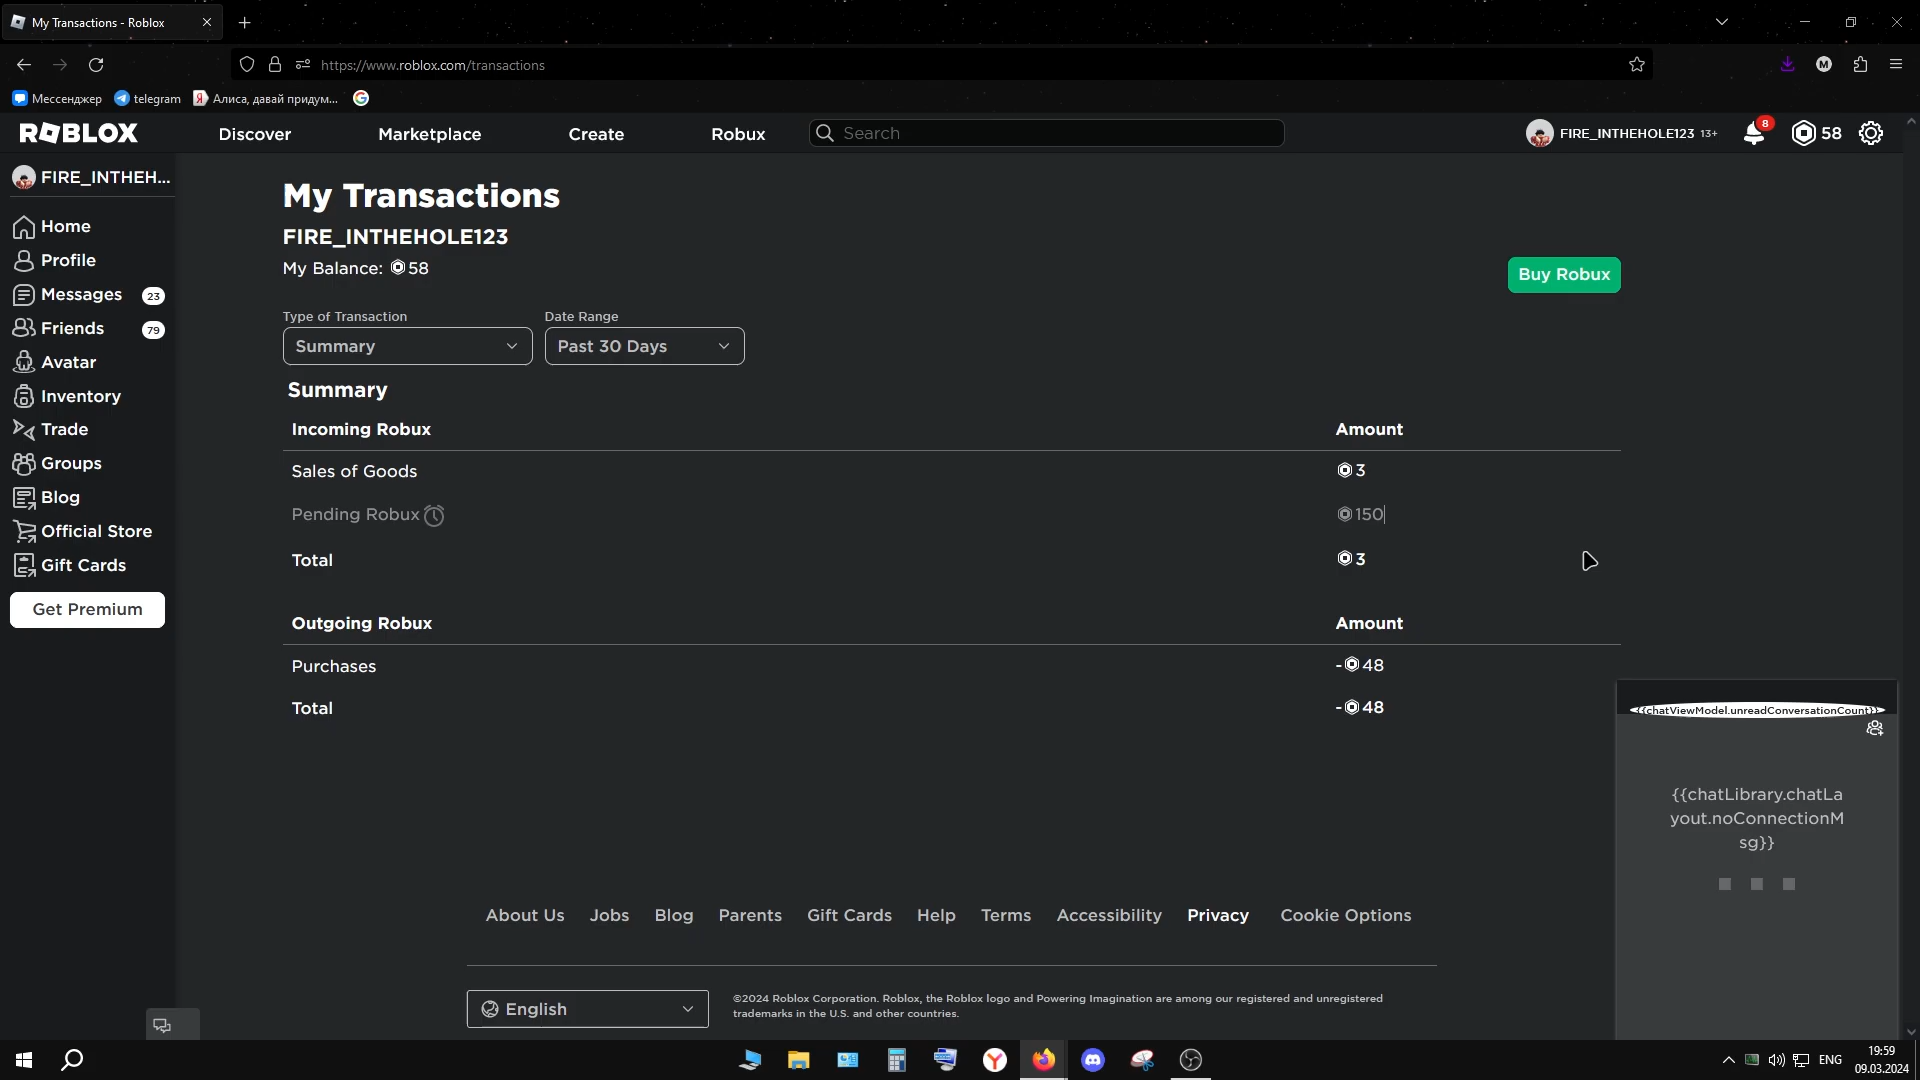 My Transactions - Roblox
https://www.roblox.com/transactions
M
Мессенджер
telegram
Алиса, давай придум...
ROBLOX
Discover
Marketplace
Create
Robux
Search
FIRE_INTHEHOLE123 13+
8
58
FIRE_INTHEH...
Home
Profile
Messages 23
Friends 79
Avatar
Inventory
Trade
Groups
Blog
Official Store
Gift Cards
Get Premium
My Transactions
FIRE_INTHEHOLE123
My Balance: 58
Buy Robux
Type of Transaction
Date Range
Summary
Past 30 Days
Summary
Incoming Robux Amount
Sales of Goods 3
Pending Robux 150
Total 3
Outgoing Robux Amount
Purchases -48
Total -48
{{chatViewModel.unreadConversationCount}}
{{chatLibrary.chatLa
yout.noConnectionM
sg}}
About Us Jobs Blog Parents Gift Cards Help Terms Accessibility Privacy Cookie Options
English
©2024 Roblox Corporation. Roblox, the Roblox logo and Powering Imagination are among our registered and unregistered
trademarks in the U.S. and other countries.
ENG
19:59
09.03.2024